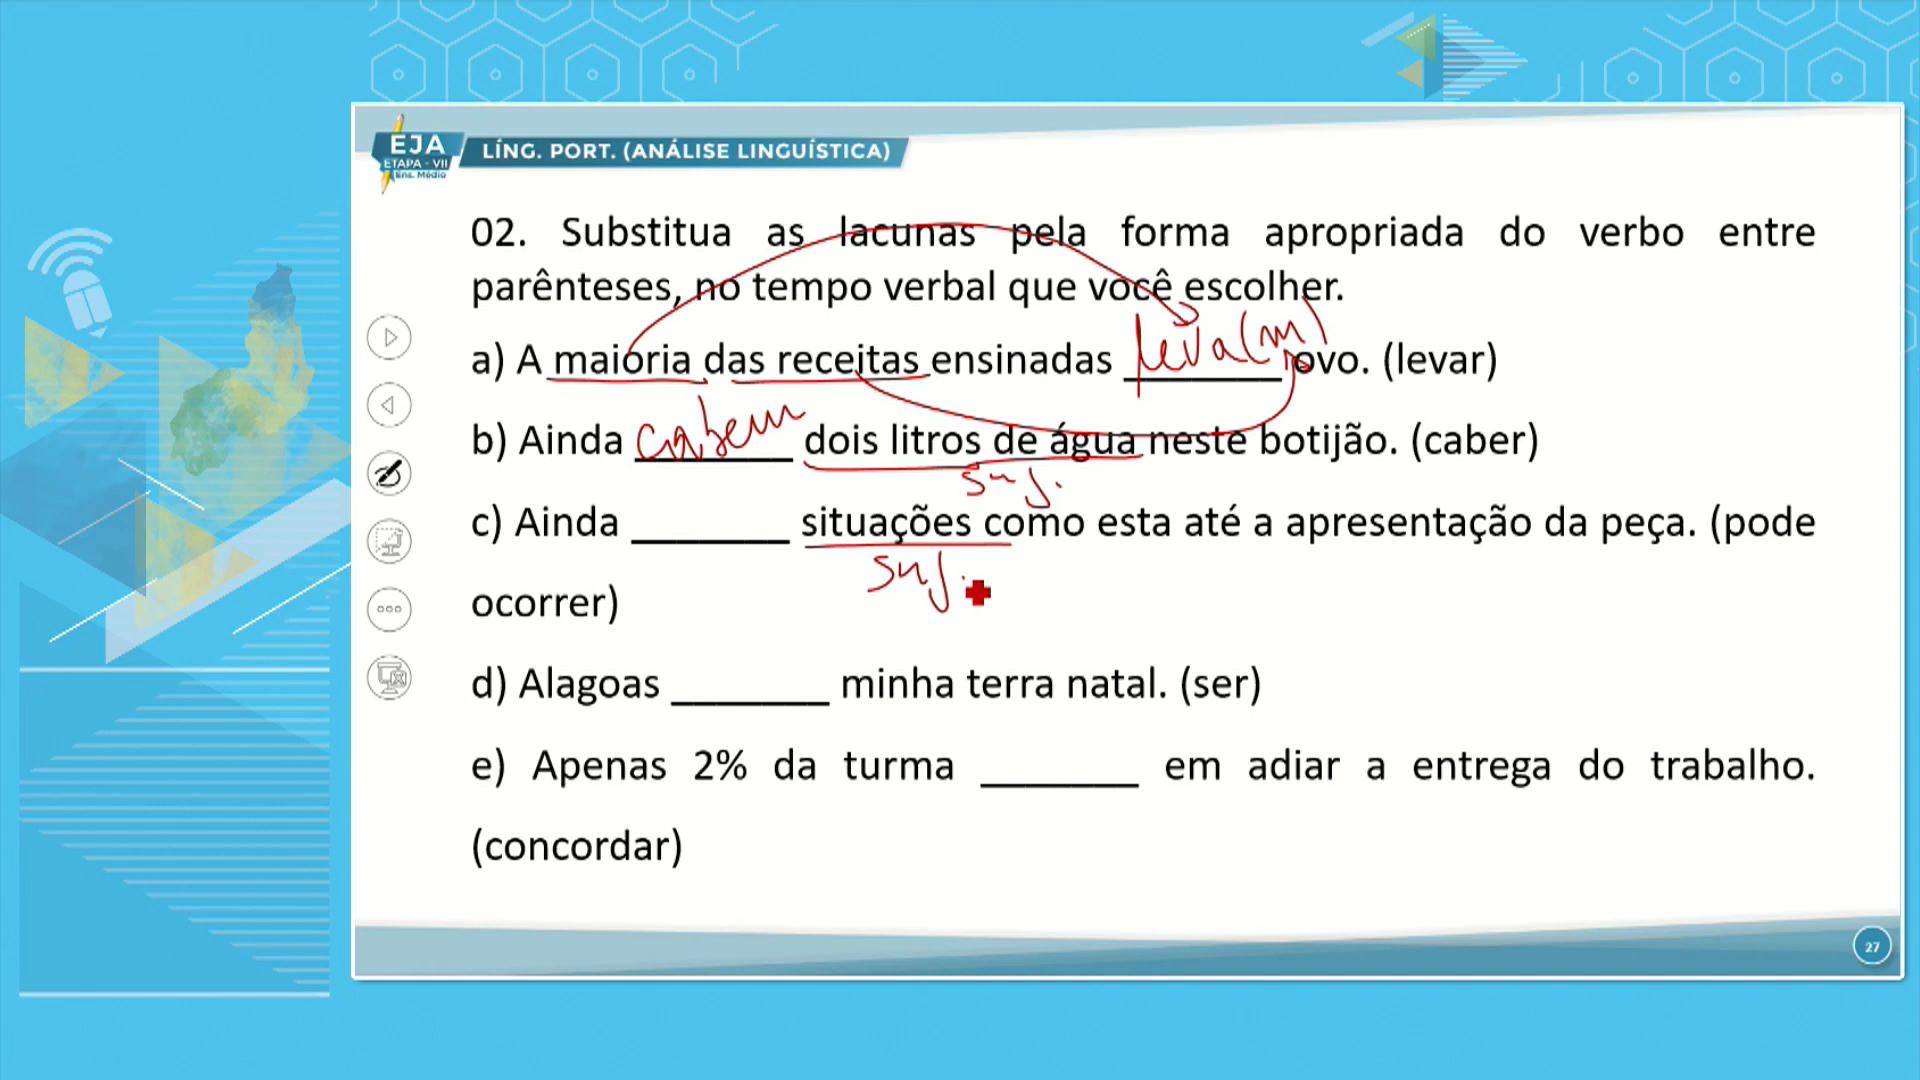 EJA
ETAPA - VII
Ens. Médio
LÍNG. PORT. (ANÁLISE LINGUÍSTICA)
02. Substitua as lacunas pela forma apropriada do verbo entre
parênteses, no tempo verbal que você escolher.
a) A maioria das receitas ensinadas leva(m) ovo. (levar)
b) Ainda cabem dois litros de água neste botijão. (caber)
suj.
c) Ainda _______ situações como esta até a apresentação da peça. (pode
suj.
ocorrer)
d) Alagoas _______ minha terra natal. (ser)
e) Apenas 2% da turma _______ em adiar a entrega do trabalho.
(concordar)
27